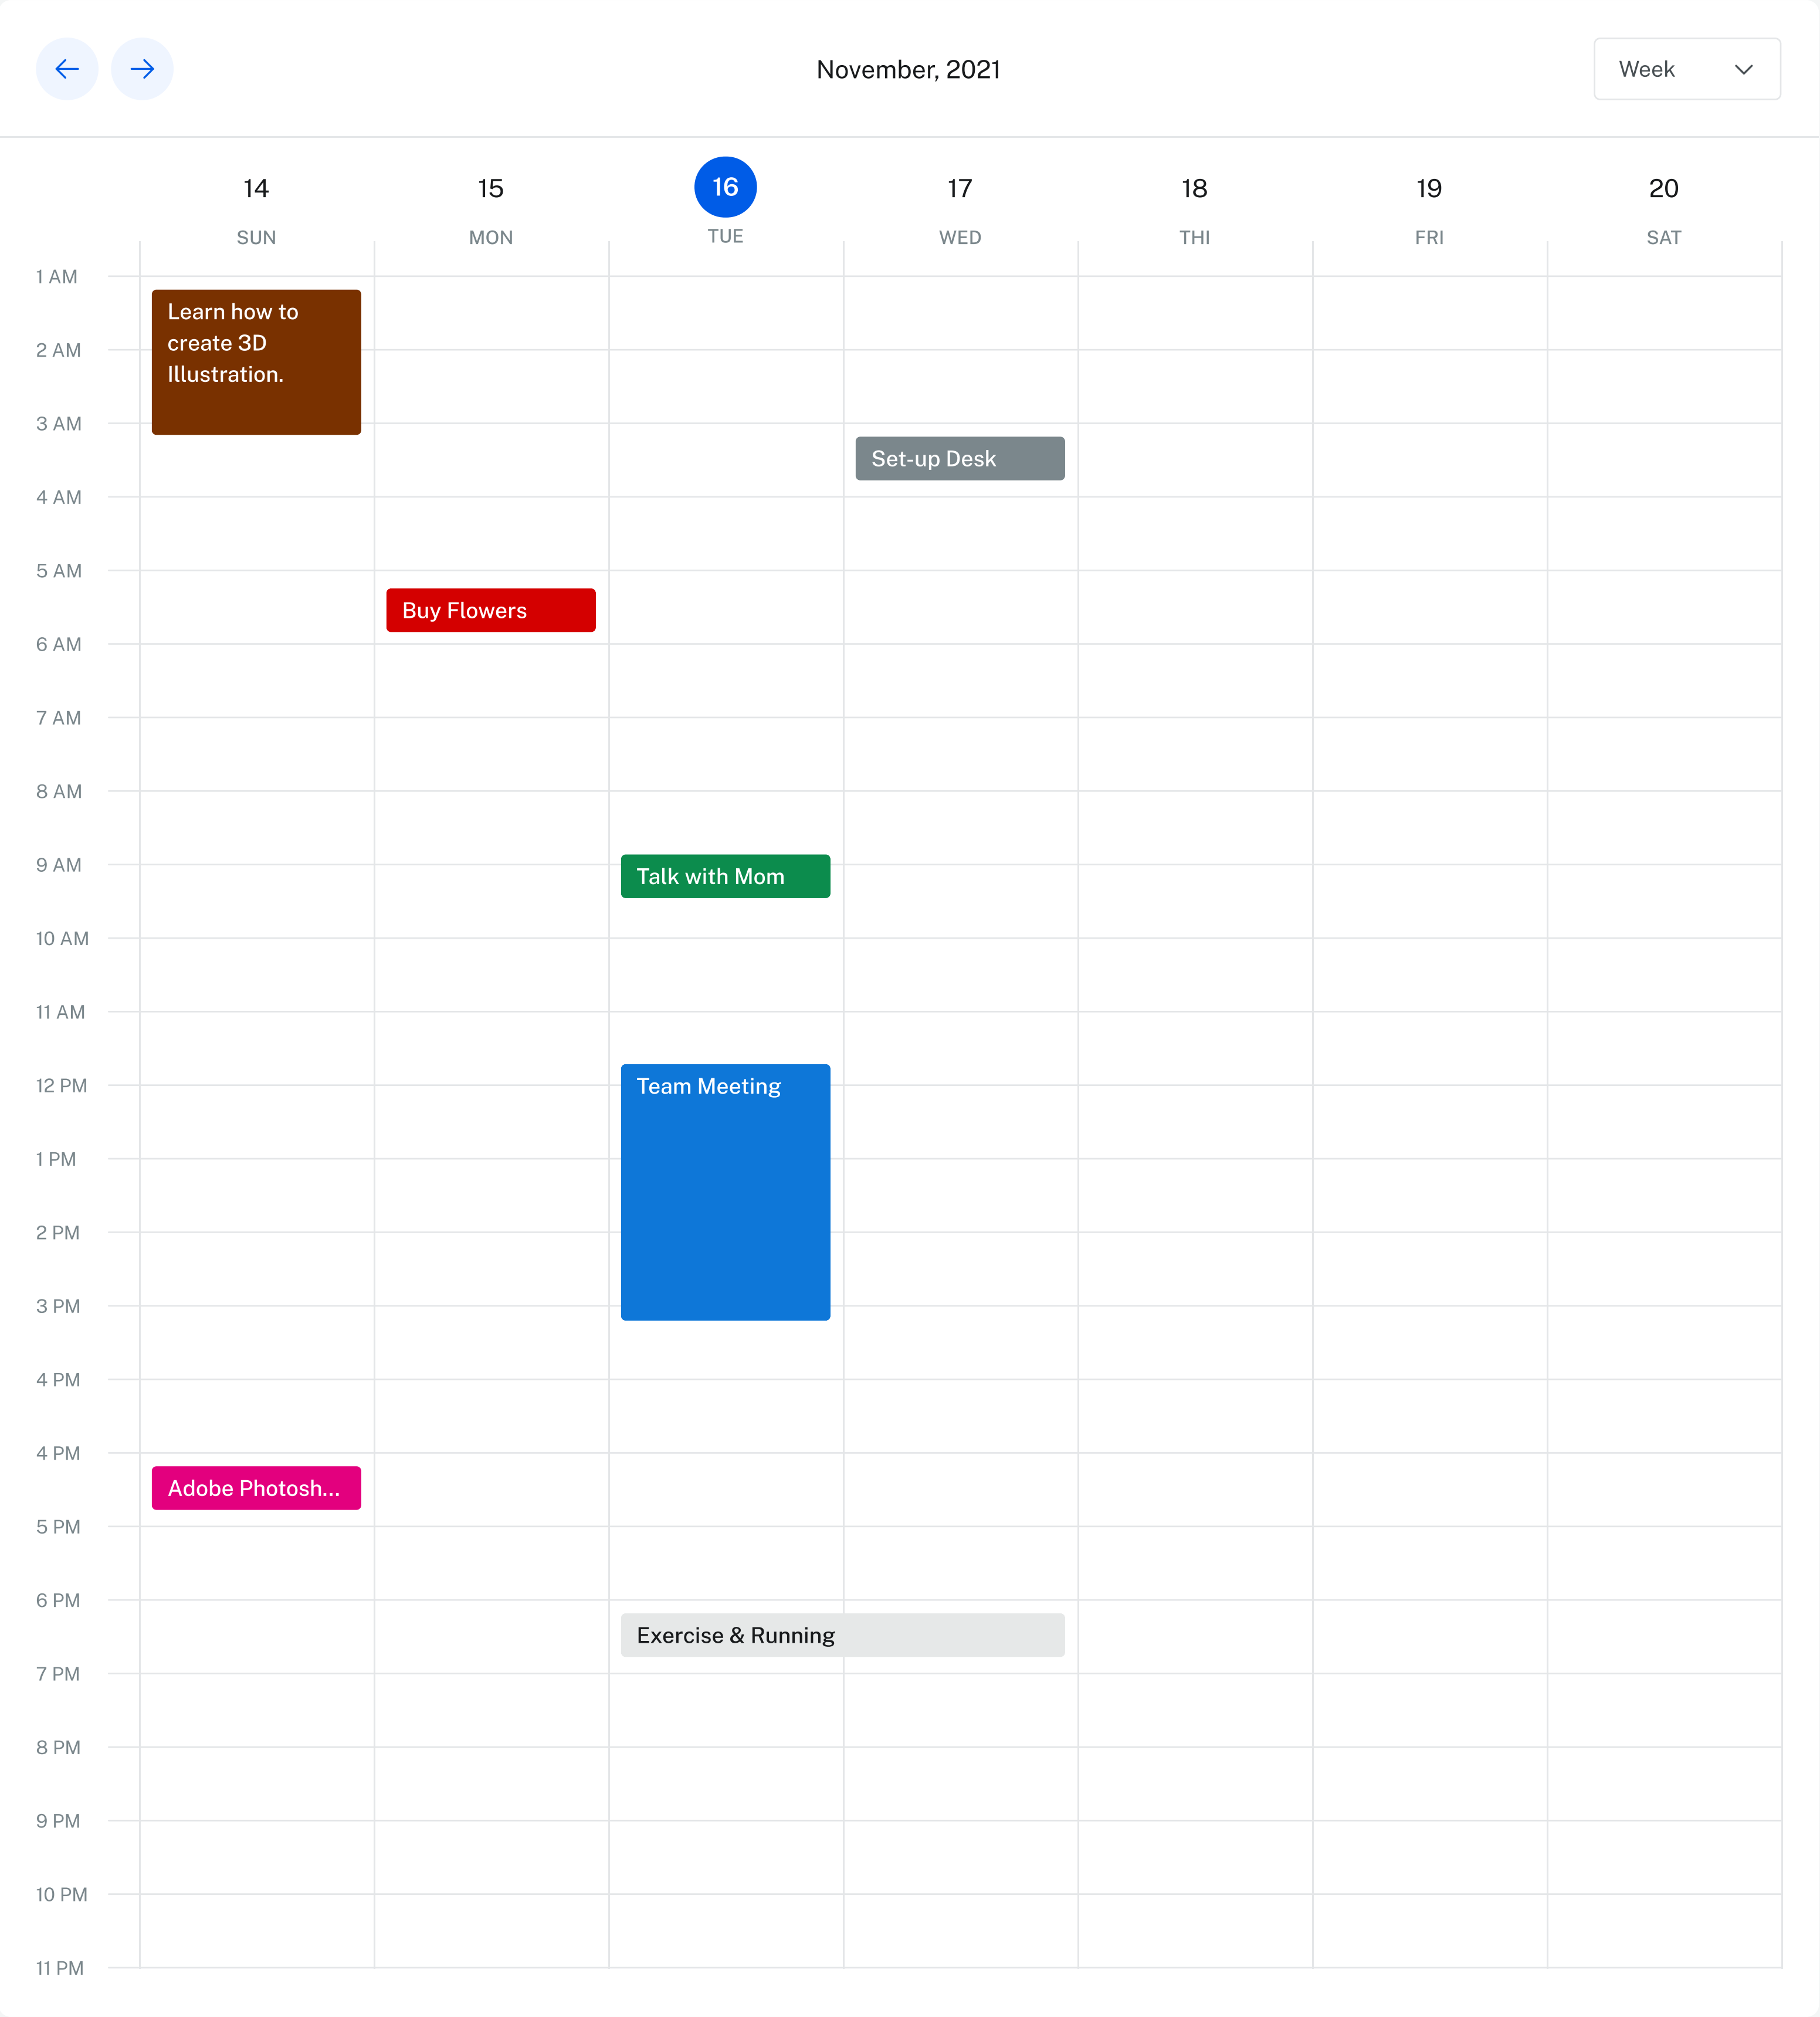 November, 2021
Week
14
15
16
17
18
19
20
SUN
MON
TUE
WED
THI
FRI
SAT
1 AM
Learn how to
create 3D
Illustration.
2 AM
3 AM
Set-up Desk
4 AM
5 AM
Buy Flowers
6 AM
7 AM
8 AM
9 AM
Talk with Mom
10 AM
11 AM
12 PM
Team Meeting
1 PM
2 PM
3 PM
4 PM
4 PM
Adobe Photosh...
5 PM
6 PM
Exercise & Running
7 PM
8 PM
9 PM
10 PM
11 PM